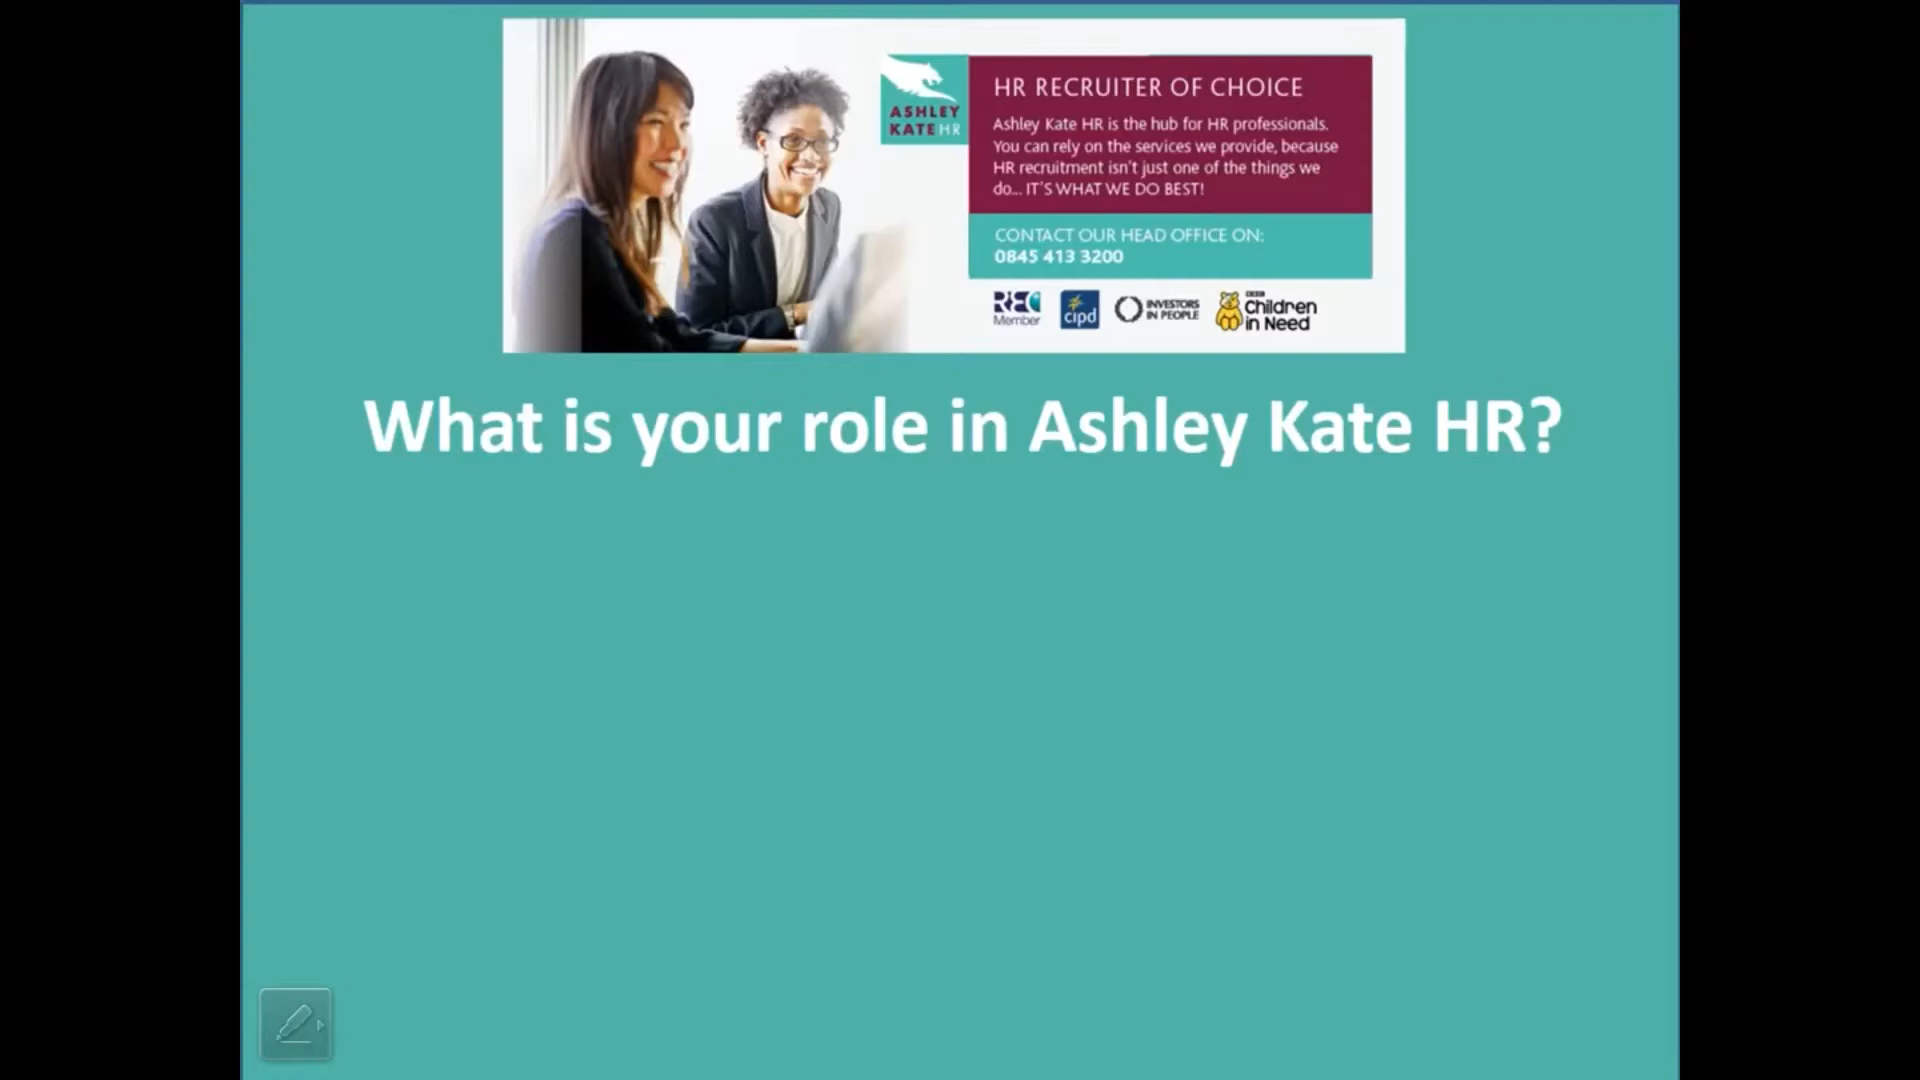 ASHLEY
KATE HR
HR RECRUITER OF CHOICE
Ashley Kate HR is the hub for HR professionals.
You can rely on the services we provide, because
HR recruitment isn't just one of the things we
do... IT'S WHAT WE DO BEST!
CONTACT OUR HEAD OFFICE ON:
0845 413 3200
REC
Member
cipd
INVESTORS
IN PEOPLE
BBC
Children
in Need
What is your role in Ashley Kate HR?